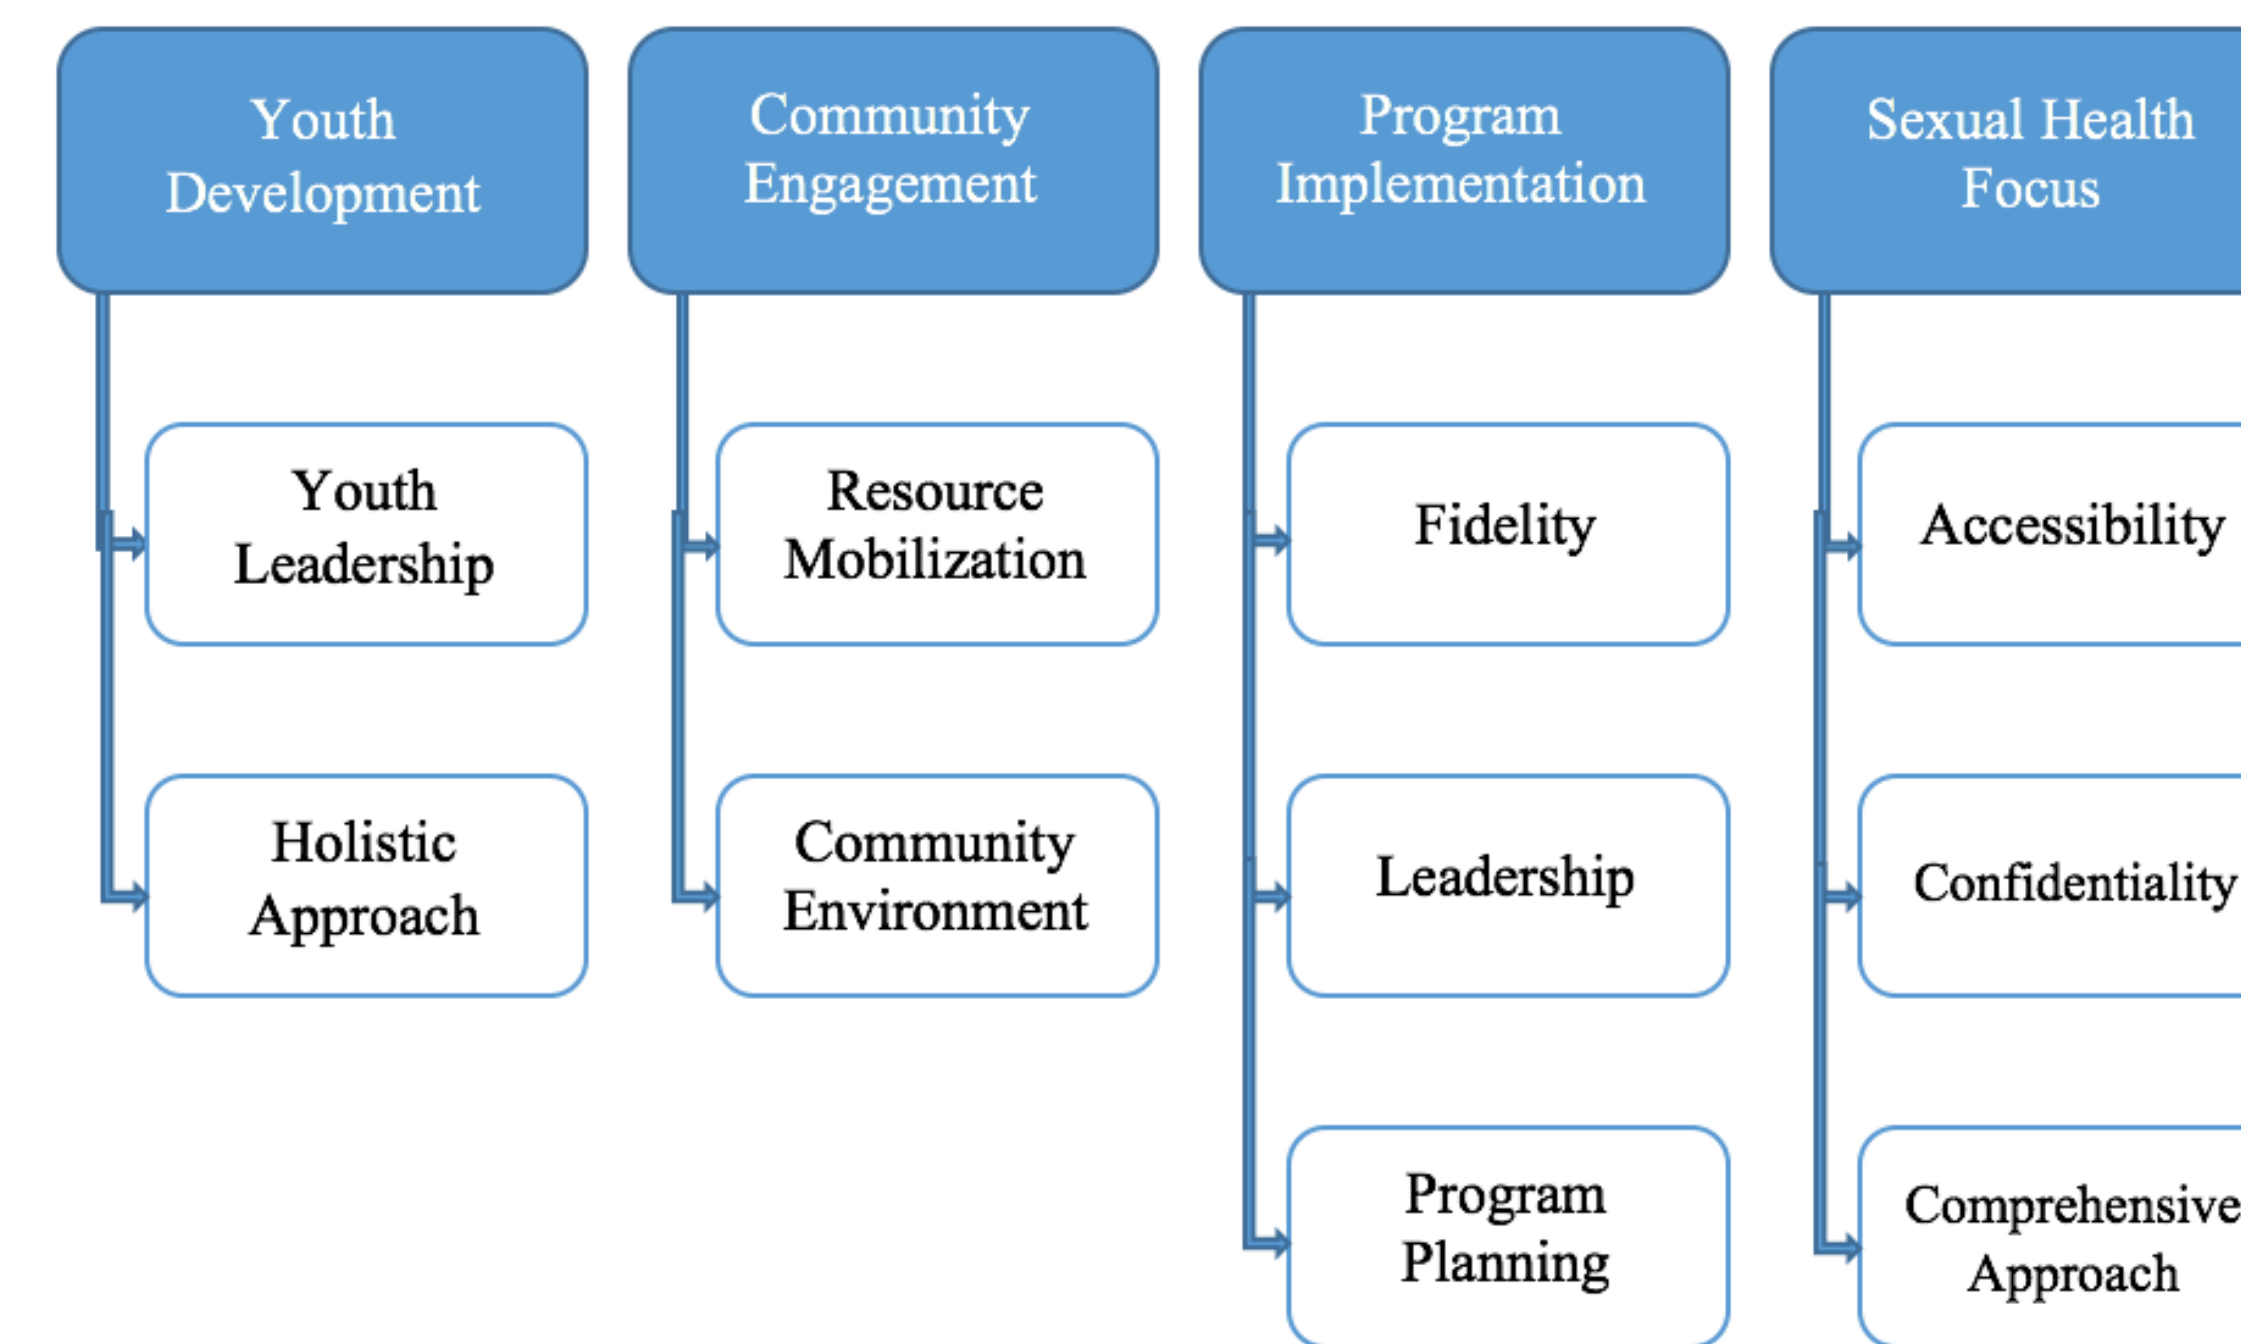 Youth
Development
Community
Engagement
Program
Implementation
Sexual Health
Focus
Youth
Leadership
Resource
Mobilization
Fidelity
Accessibility
Holistic
Approach
Community
Environment
Leadership
Confidentiality
Program
Planning
Comprehensive
Approach